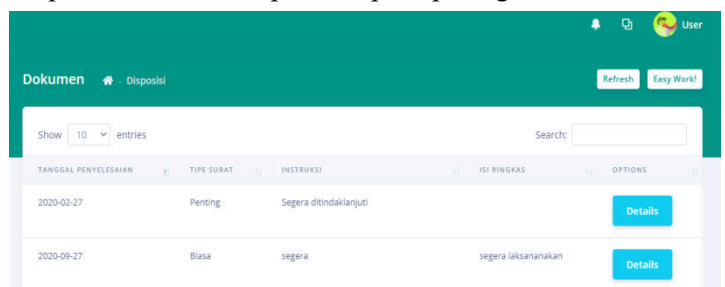 User
Dokumen - Disposisi
Refresh Easy Work!
Show 10 entries Search:
TANGGAL PENYELESAIAN TIPE SURAT INSTRUKSI ISI RINGKAS OPTIONS
2020-02-27 Penting Segera ditindaklanjuti Details
2020-09-27 Biasa segera segera laksananakan Details